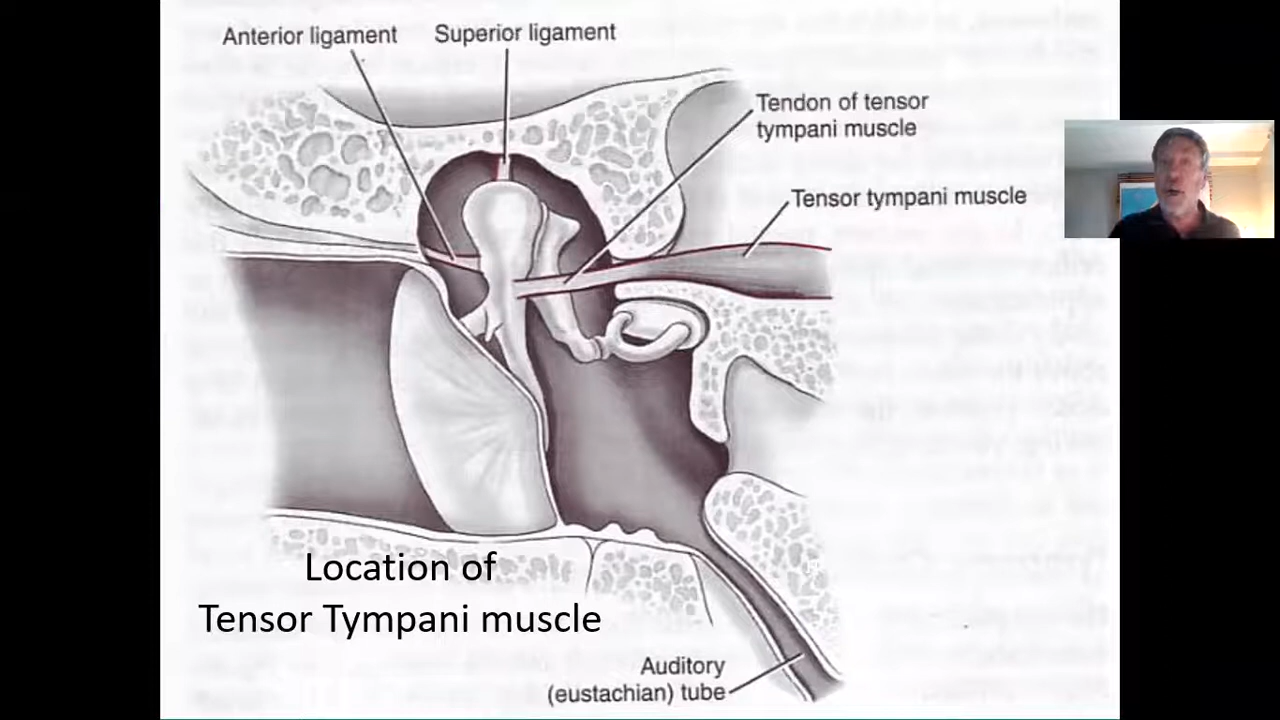 Anterior ligament
Superior ligament
Tendon of tensor
tympani muscle
Tensor tympani muscle
Location of
Tensor Tympani muscle
Auditory
(eustachian) tube